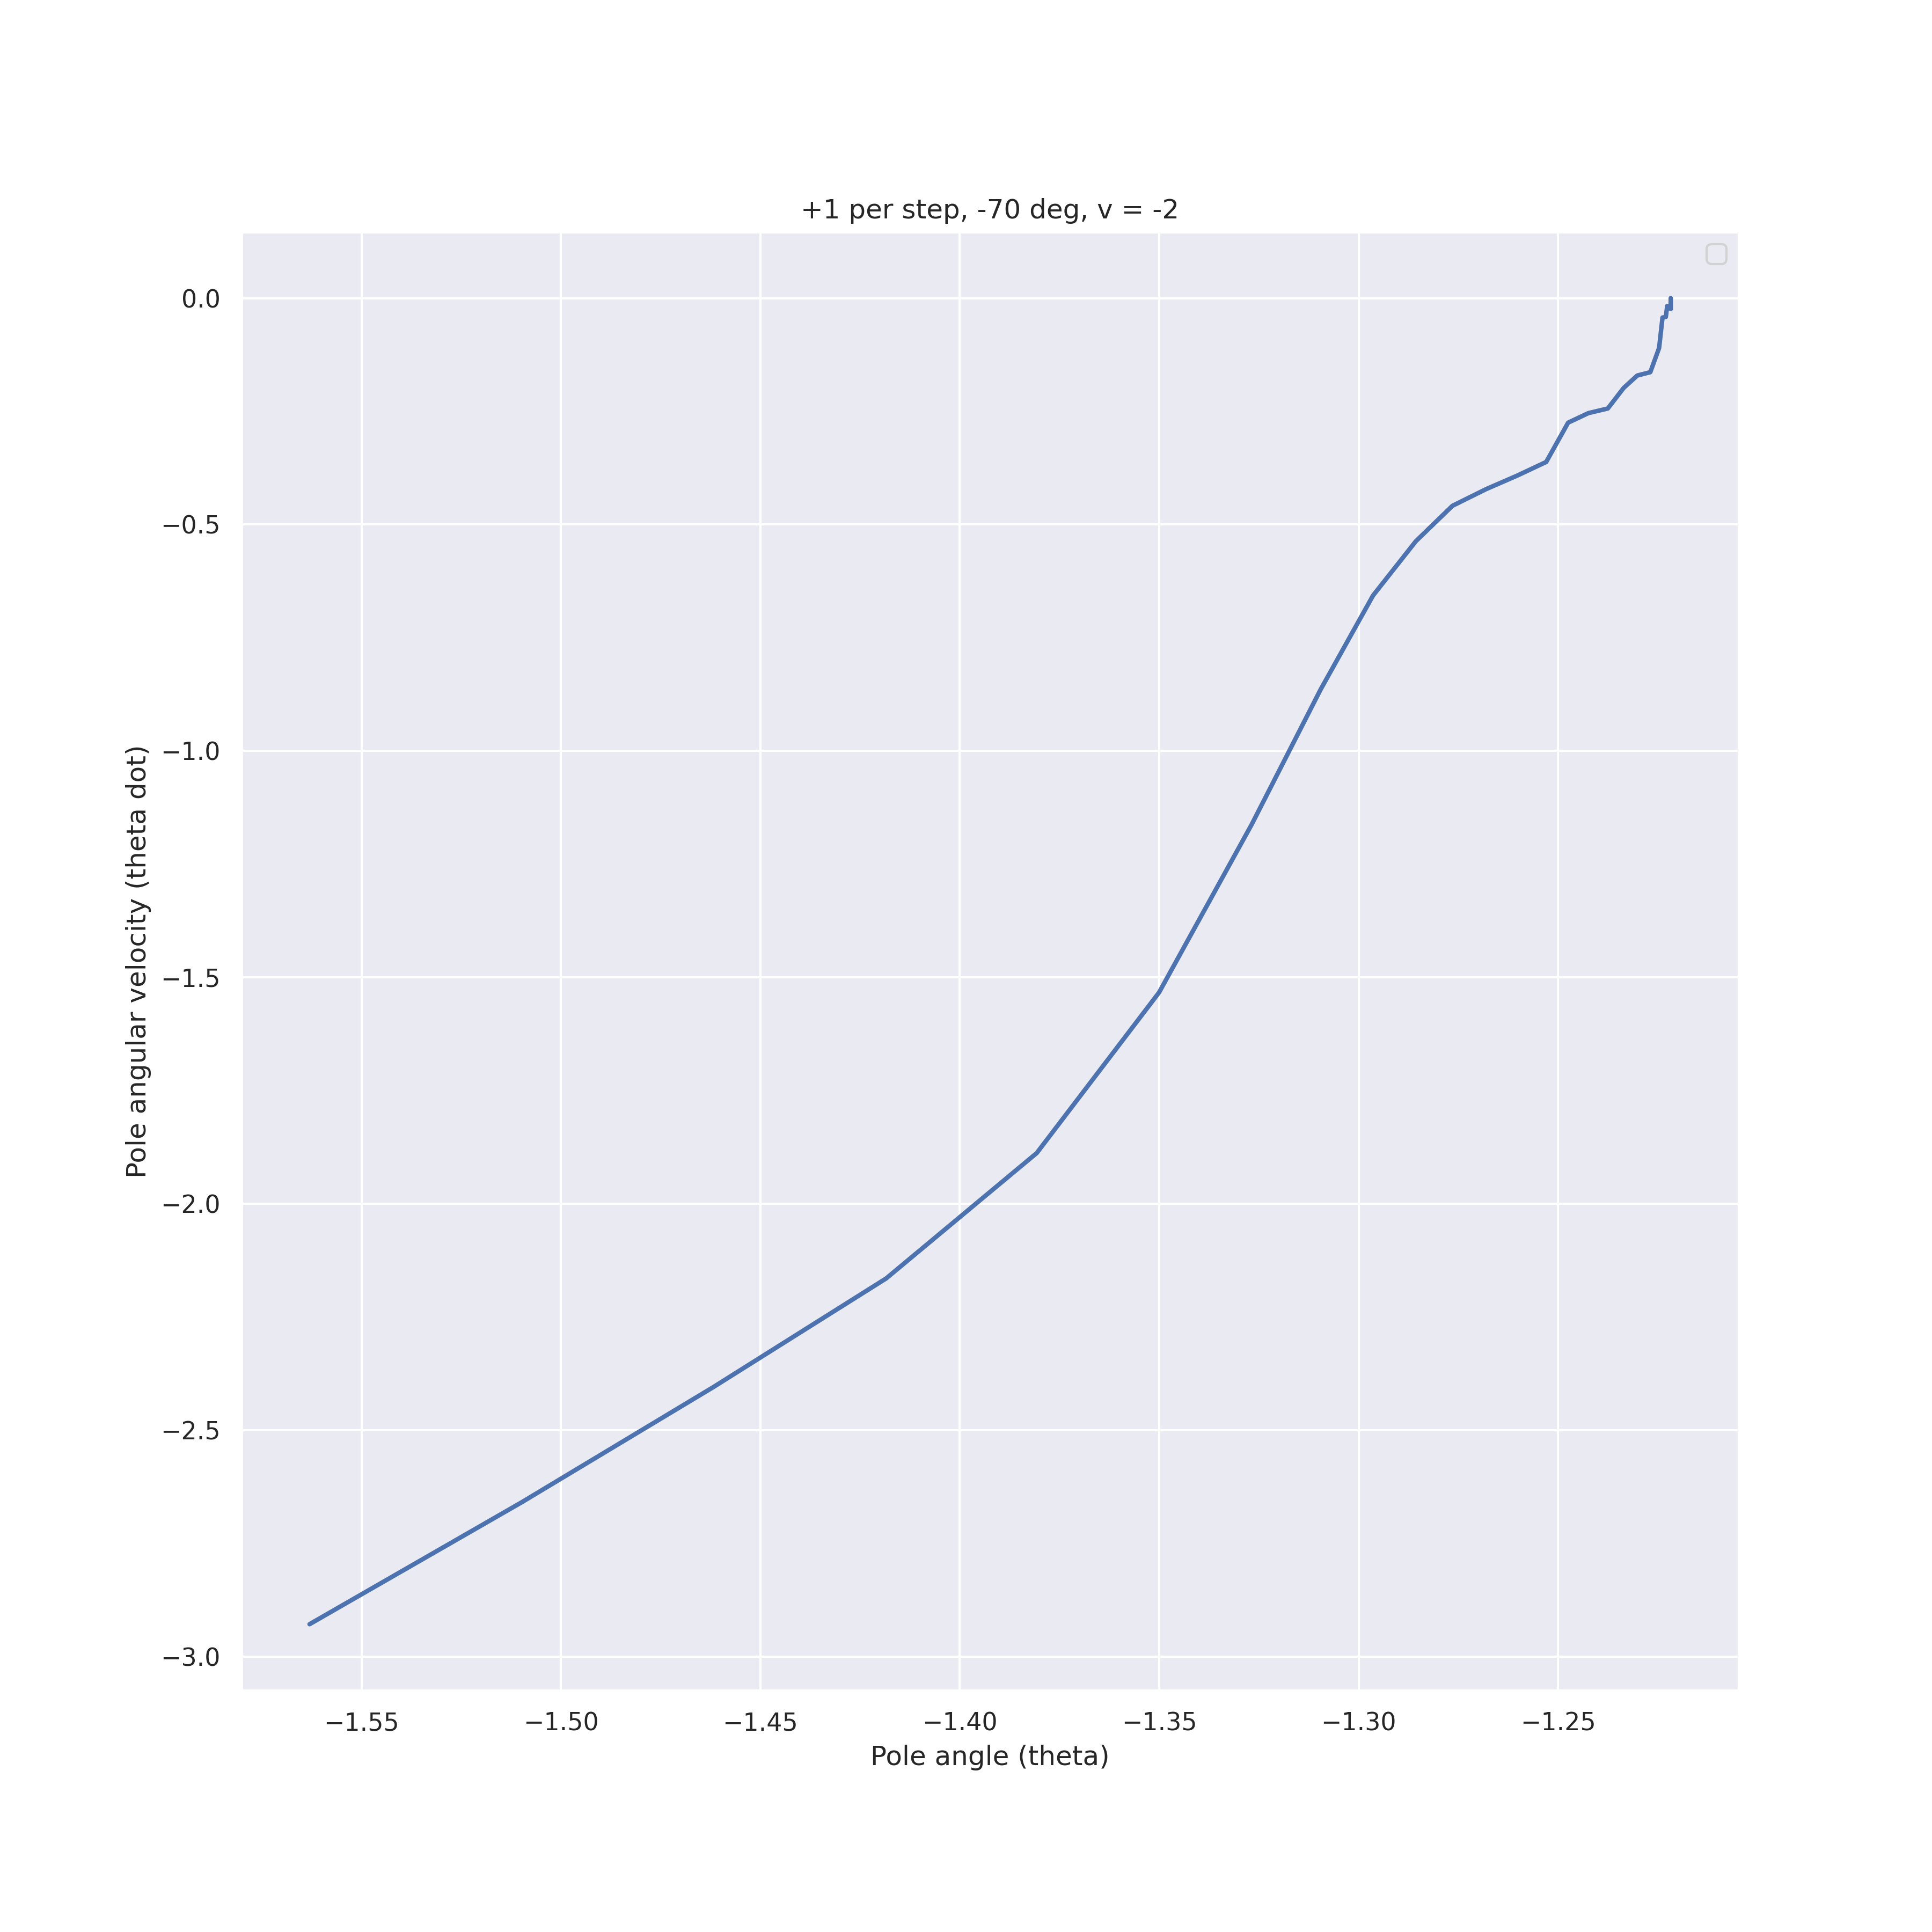 +1 per step, -70 deg, v = -2
0.0
−0.5
−1.0
−1.5
−2.0
−2.5
−3.0
Pole angular velocity (theta dot)
−1.55 −1.50 −1.45 −1.40 −1.35 −1.30 −1.25
Pole angle (theta)